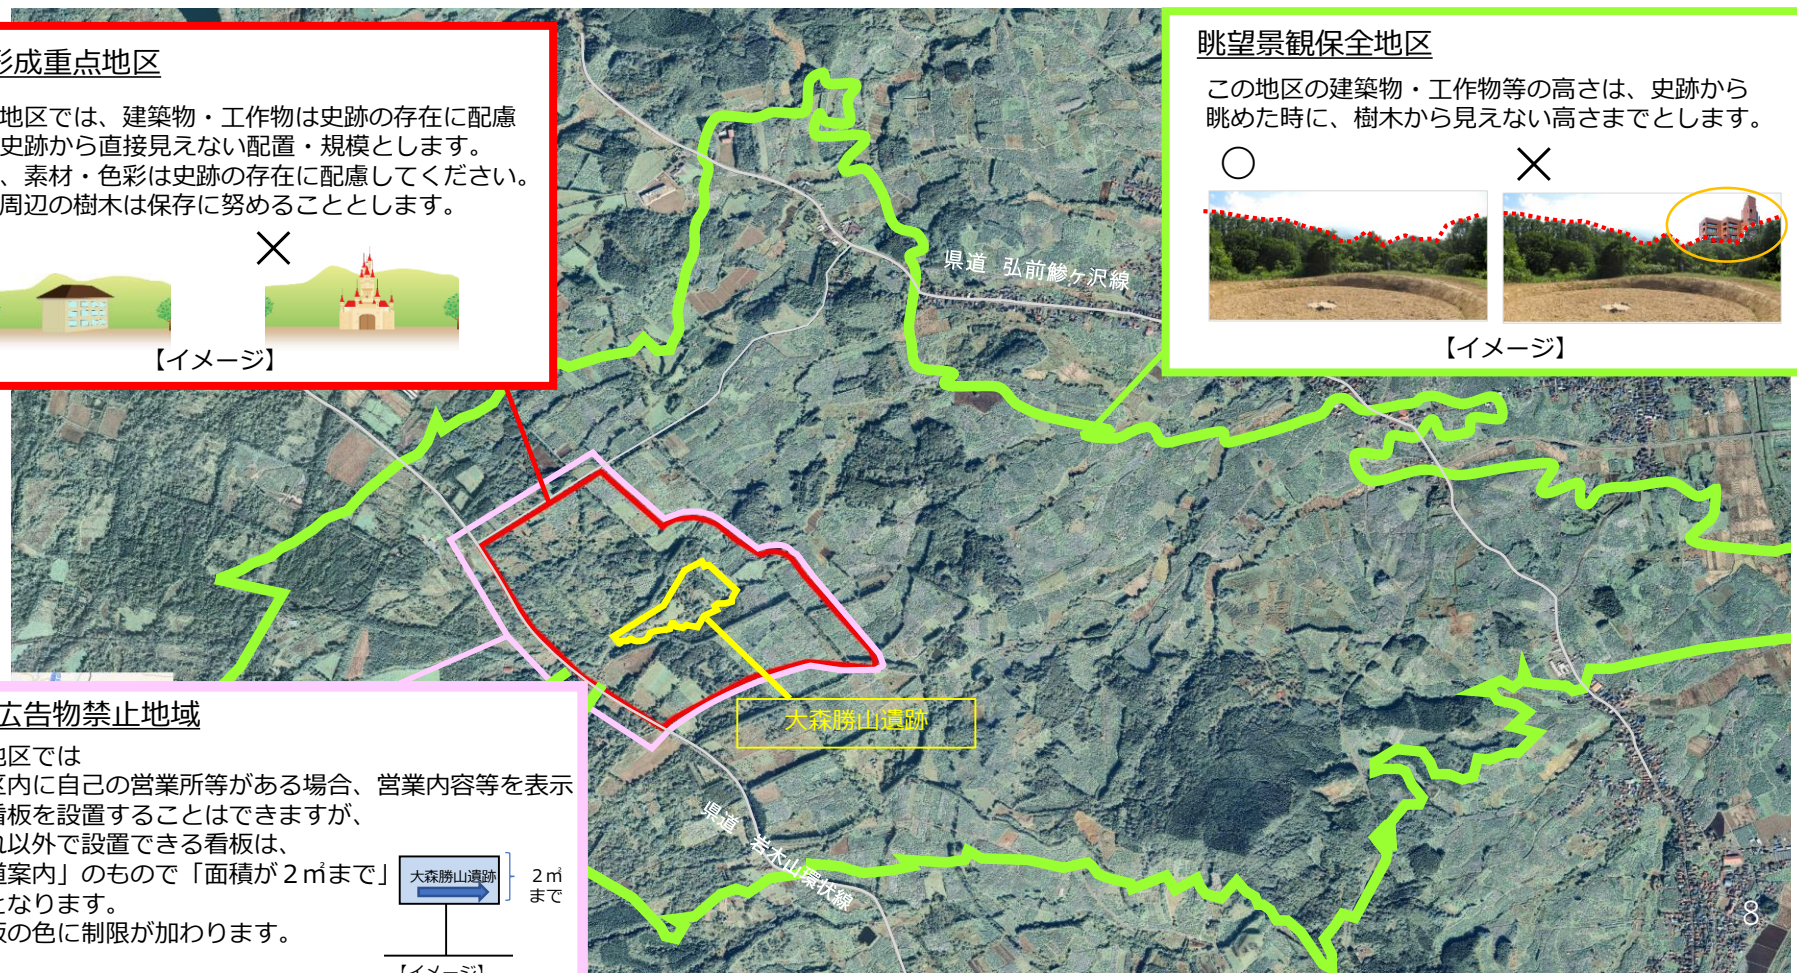 形成重点地区
地区では、建築物・工作物は史跡の存在に配慮
史跡から直接見えない配置・規模とします。
、素材・色彩は史跡の存在に配慮してください。
周辺の樹木は保存に努めることとします。
×
【イメージ】
眺望景観保全地区
この地区の建築物・工作物等の高さは、史跡から
眺めた時に、樹木から見えない高さまでとします。
○ ×
【イメージ】
県道 弘前鰺ヶ沢線
大森勝山遺跡
県道 岩木山環状線
広告物禁止地域
地区では
区内に自己の営業所等がある場合、営業内容等を表示
看板を設置することはできますが、
れ以外で設置できる看板は、
道案内」のもので「面積が2㎡まで」
となります。
板の色に制限が加わります。
大森勝山遺跡
2㎡
まで
【イメージ】
8